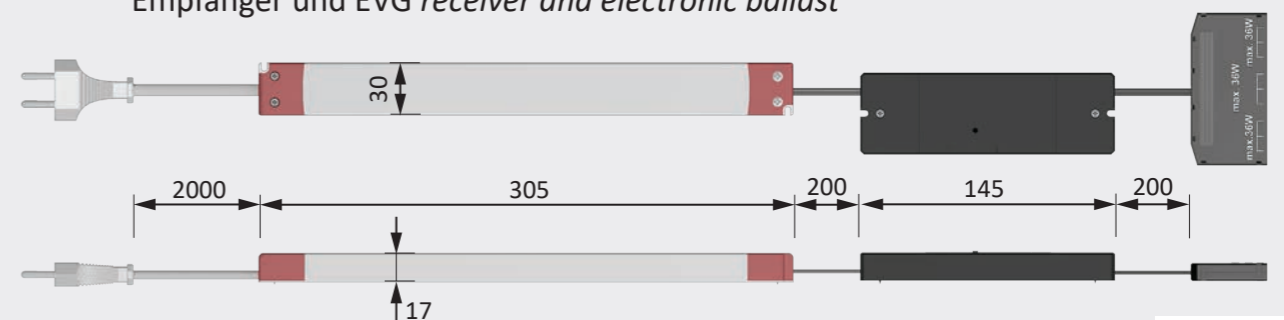 Empfänger und EVG receiver and electronic ballast
30
max. 36W
max. 36W
max. 36W
2000
305
200
145
200
17